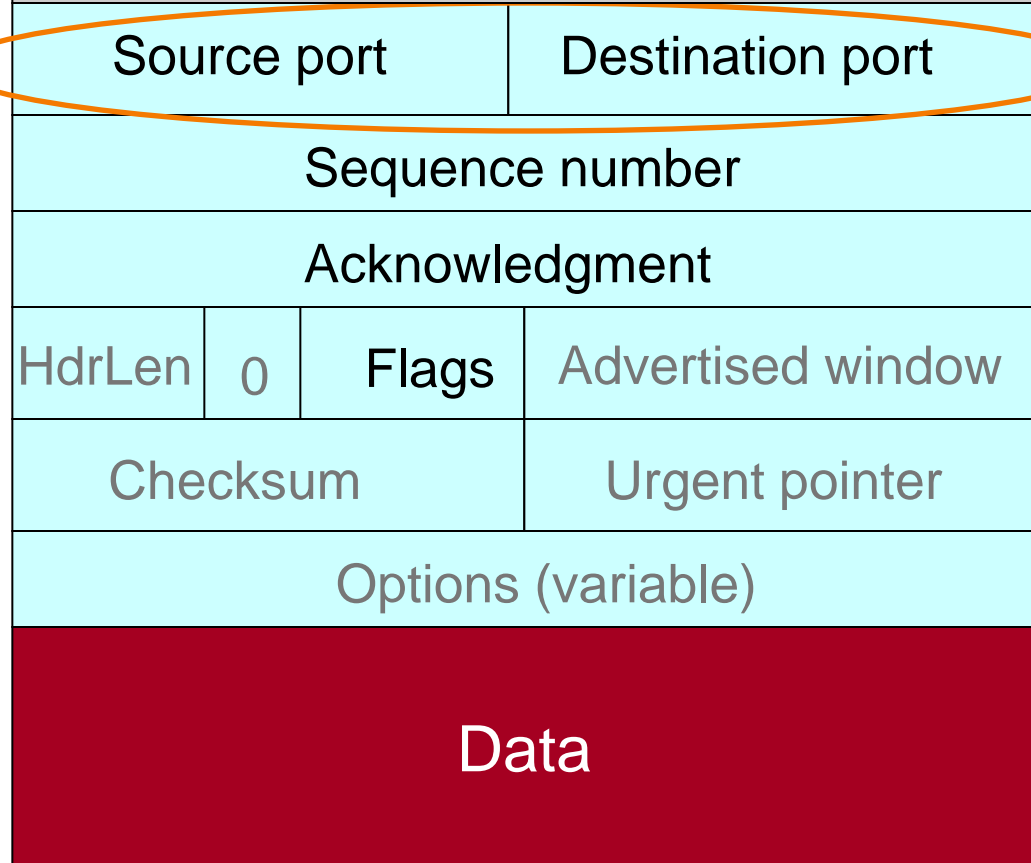 Source port Destination port
Sequence number
Acknowledgment
HdrLen 0 Flags Advertised window
Checksum Urgent pointer
Options (variable)
Data